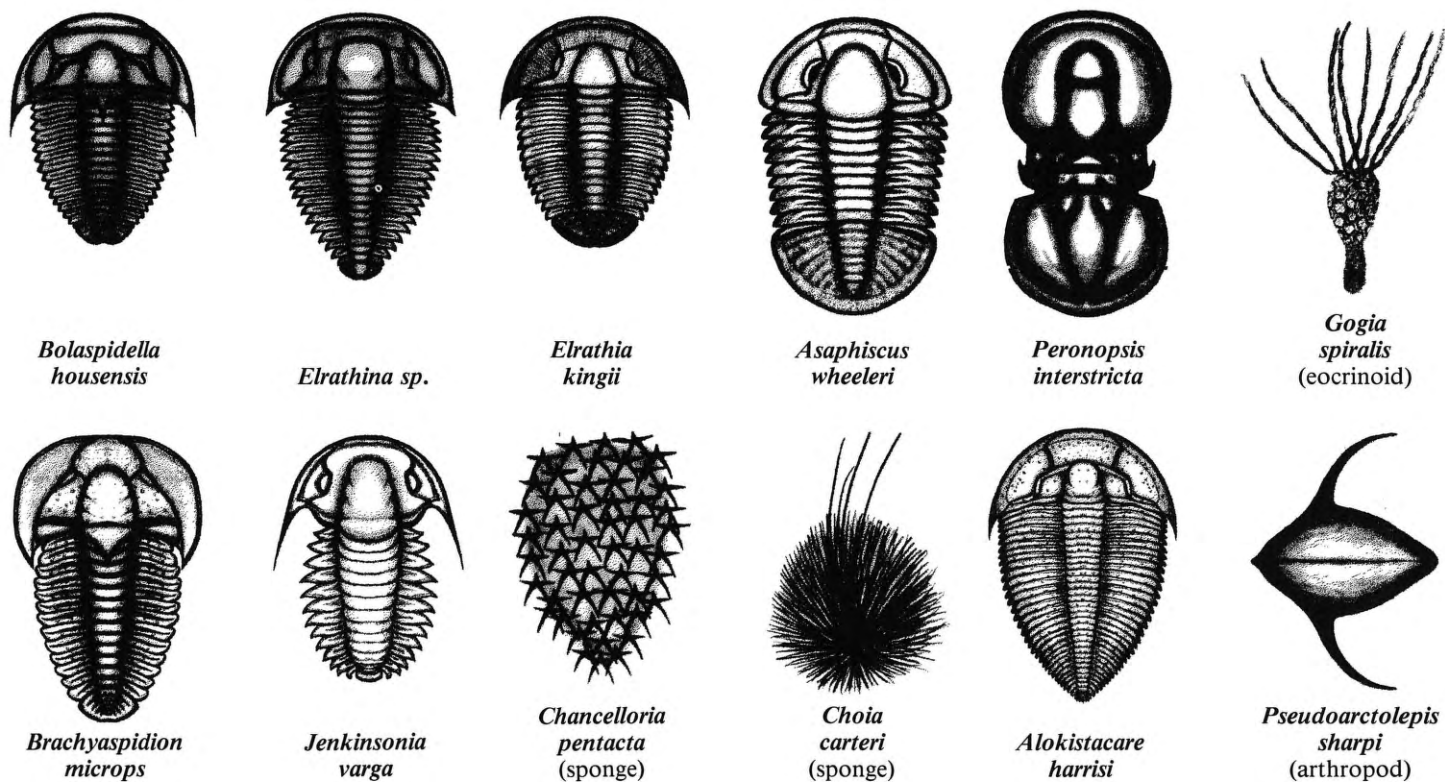 Bolaspidella
housensis
Elrathina sp.
Elrathia
kingii
Asaphiscus
wheeleri
Peronopsis
interstricta
Gogia
spiralis
(eocrinoid)
Brachyaspidion
microps
Jenkinsonia
varga
Chancelloria
pentacta
(sponge)
Choia
carteri
(sponge)
Alokistacare
harrisi
Pseudoarctolepis
sharpi
(arthropod)